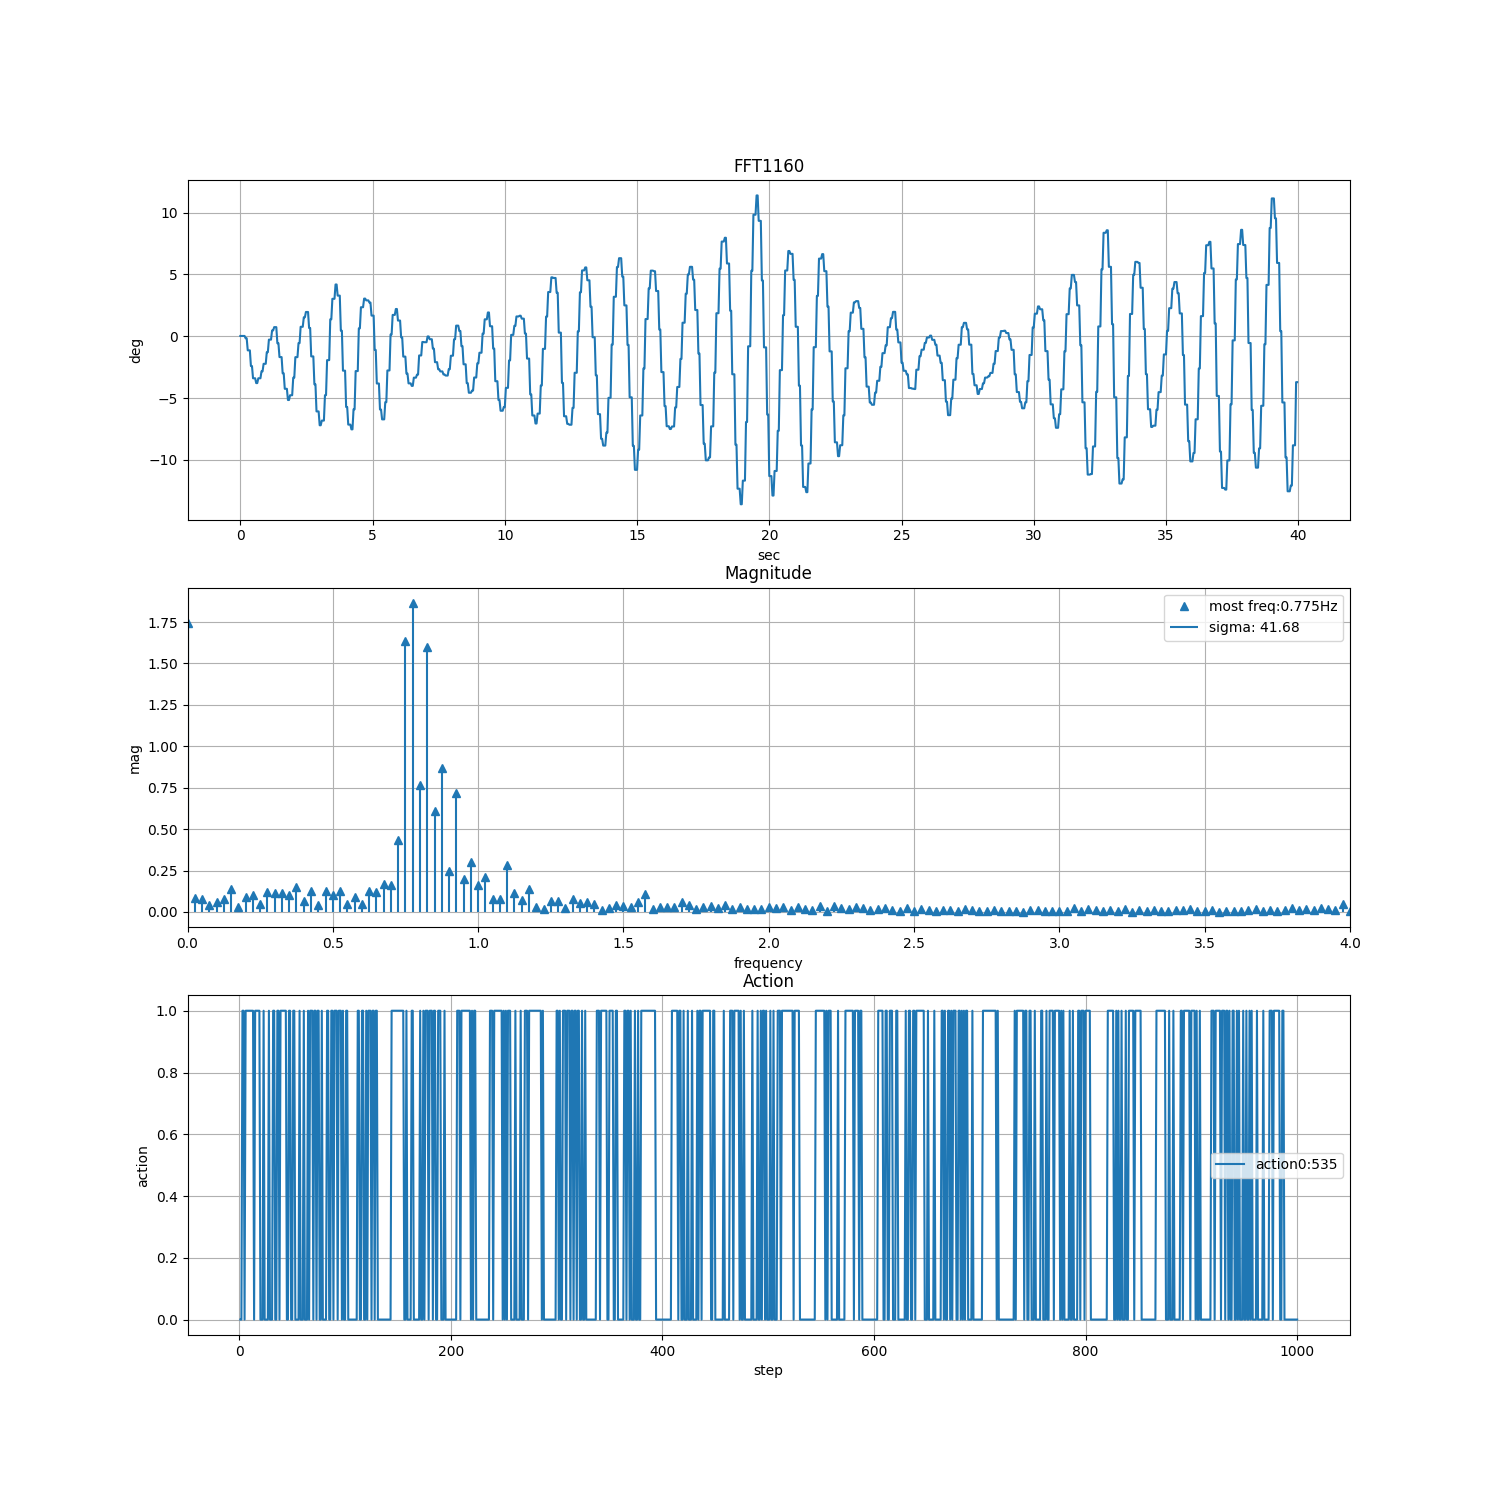 FFT1160
10
5
0
−5
−10
deg
0 5 10 15 20 25 30 35 40
sec
Magnitude
most freq:0.775Hz
sigma: 41.68
1.75
1.50
1.25
1.00
0.75
0.50
0.25
0.00
mag
0.0 0.5 1.0 1.5 2.0 2.5 3.0 3.5 4.0
frequency
Action
1.0
0.8
0.6
0.4
0.2
0.0
action
action0:535
0 200 400 600 800 1000
step